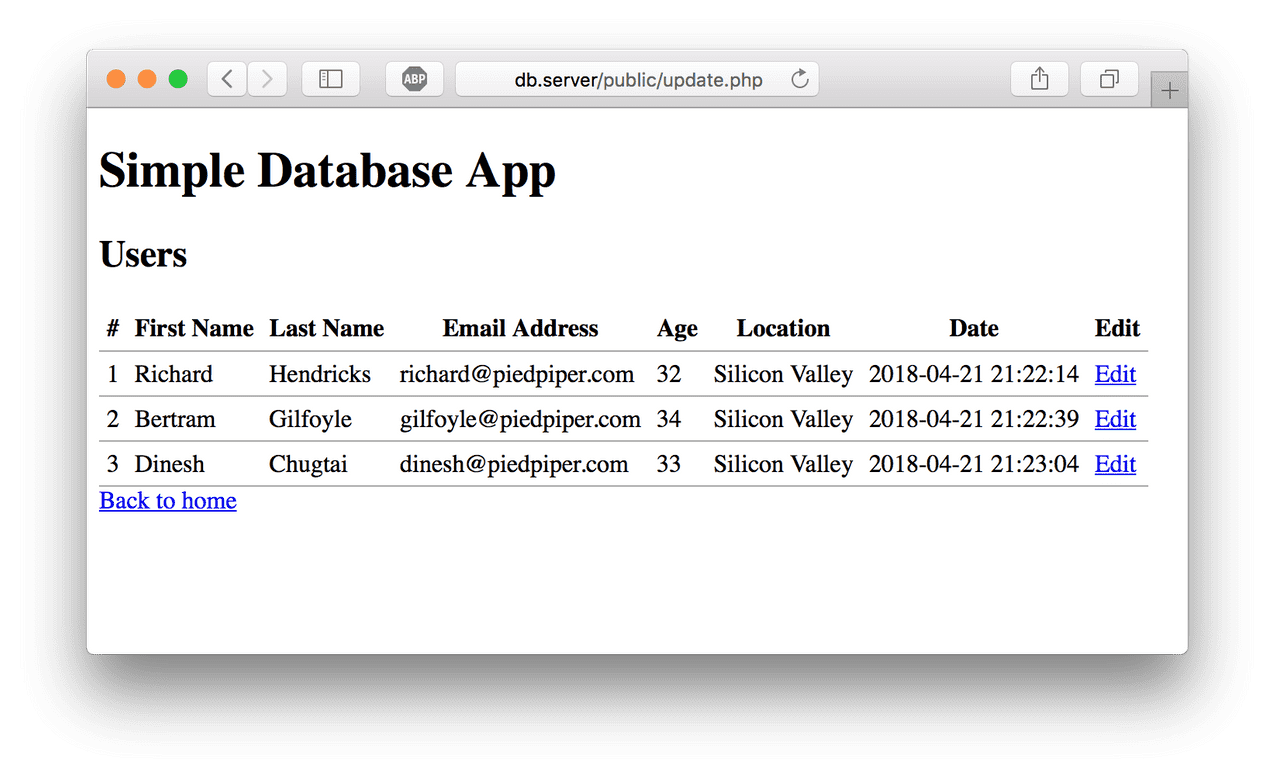 ABP
db.server/public/update.php
Simple Database App
Users
# First Name Last Name Email Address Age Location Date Edit
1 Richard Hendricks richard@piedpiper.com 32 Silicon Valley 2018-04-21 21:22:14 Edit
2 Bertram Gilfoyle gilfoyle@piedpiper.com 34 Silicon Valley 2018-04-21 21:22:39 Edit
3 Dinesh Chugtai dinesh@piedpiper.com 33 Silicon Valley 2018-04-21 21:23:04 Edit
Back to home